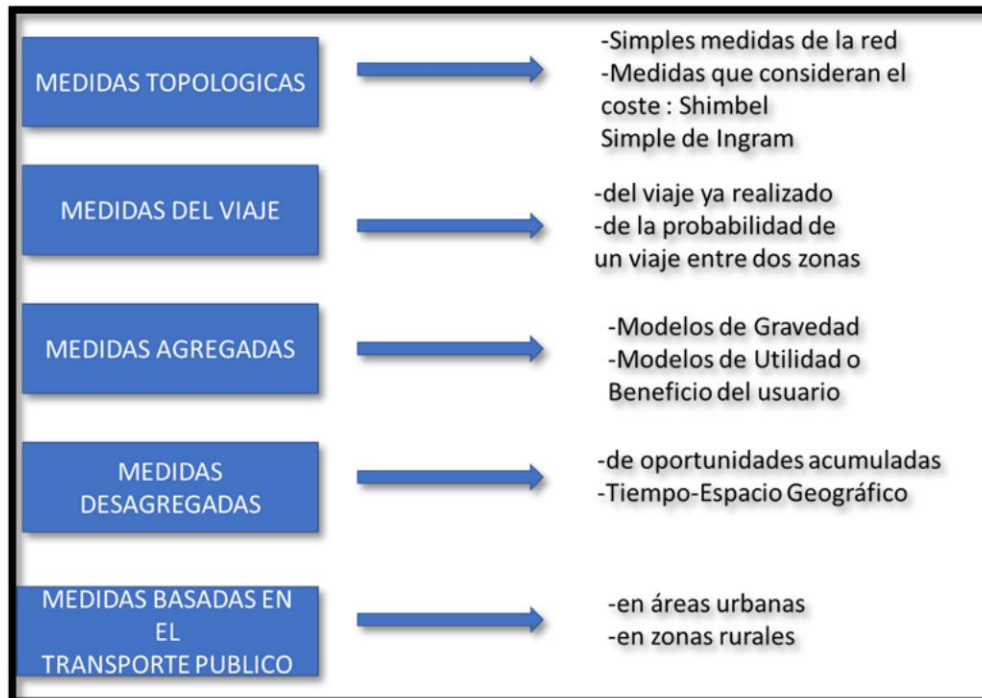 MEDIDAS TOPOLOGICAS
-Simples medidas de la red
-Medidas que consideran el
coste : Shimbel
Simple de Ingram
MEDIDAS DEL VIAJE
-del viaje ya realizado
-de la probabilidad de
un viaje entre dos zonas
MEDIDAS AGREGADAS
-Modelos de Gravedad
-Modelos de Utilidad o
Beneficio del usuario
MEDIDAS
DESAGREGADAS
-de oportunidades acumuladas
-Tiempo-Espacio Geográfico
MEDIDAS BASADAS EN
EL
TRANSPORTE PUBLICO
-en áreas urbanas
-en zonas rurales